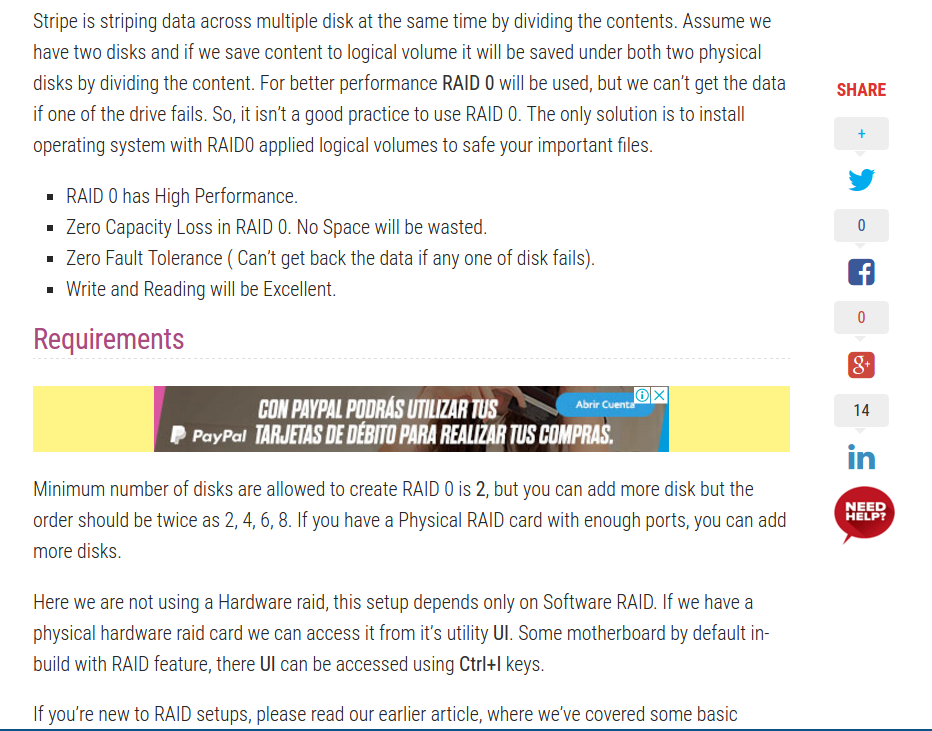 Stripe is striping data across multiple disk at the same time by dividing the contents. Assume we
have two disks and if we save content to logical volume it will be saved under both two physical
disks by dividing the content. For better performance RAID 0 will be used, but we can't get the data
if one of the drive fails. So, it isn't a good practice to use RAID 0. The only solution is to install
operating system with RAID0 applied logical volumes to safe your important files.
RAID 0 has High Performance.
Zero Capacity Loss in RAID 0. No Space will be wasted.
Zero Fault Tolerance ( Can't get back the data if any one of disk fails).
Write and Reading will be Excellent.
Requirements
CON PAYPAL PODRÁS UTILIZAR TUS
TARJETAS DE DÉBITO PARA REALIZAR TUS COMPRAS.
PayPal
Abrir Cuenta
Minimum number of disks are allowed to create RAID 0 is 2, but you can add more disk but the
order should be twice as 2, 4, 6, 8. If you have a Physical RAID card with enough ports, you can add
more disks.
Here we are not using a Hardware raid, this setup depends only on Software RAID. If we have a
physical hardware raid card we can access it from it's utility UI. Some motherboard by default in-
build with RAID feature, there UI can be accessed using Ctrl+I keys.
If you're new to RAID setups, please read our earlier article, where we've covered some basic
SHARE
+
0
0
g+
14
in
NEED
HELP?